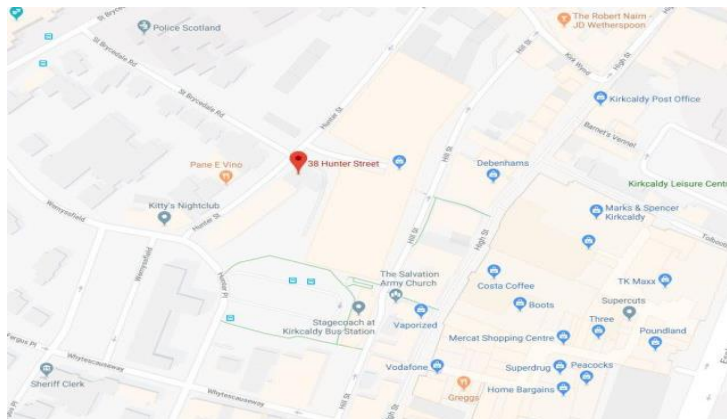 Police Scotland
The Robert Nairn
JD Wetherspoon
St Brycedale Rd
Hill St
High St
Kirk Wynd
St Brycedale Rd
Hunter St
Kirkcaldy Post Office
Barnet's Vennel
38 Hunter Street
Pane E Vino
Debenhams
Hill St
Kirkcaldy Leisure Centr
Wemyssfield
Kitty's Nightclub
Hunter St
Marks & Spencer
Kirkcaldy
Hill St
High St
Wemyssfield
Hunter Pl
The Salvation
Army Church
Costa Coffee
TK Maxx
Boots
Supercuts
Stagecoach at
Kirkcaldy Bus Station
Vaporized
Three
Mercat Shopping Centre
Poundland
Fergus Pl
Whytescauseway
Vodafone
Superdrug
Peacocks
Sheriff Clerk
Whytescauseway
Greggs
Home Bargains
Hill St